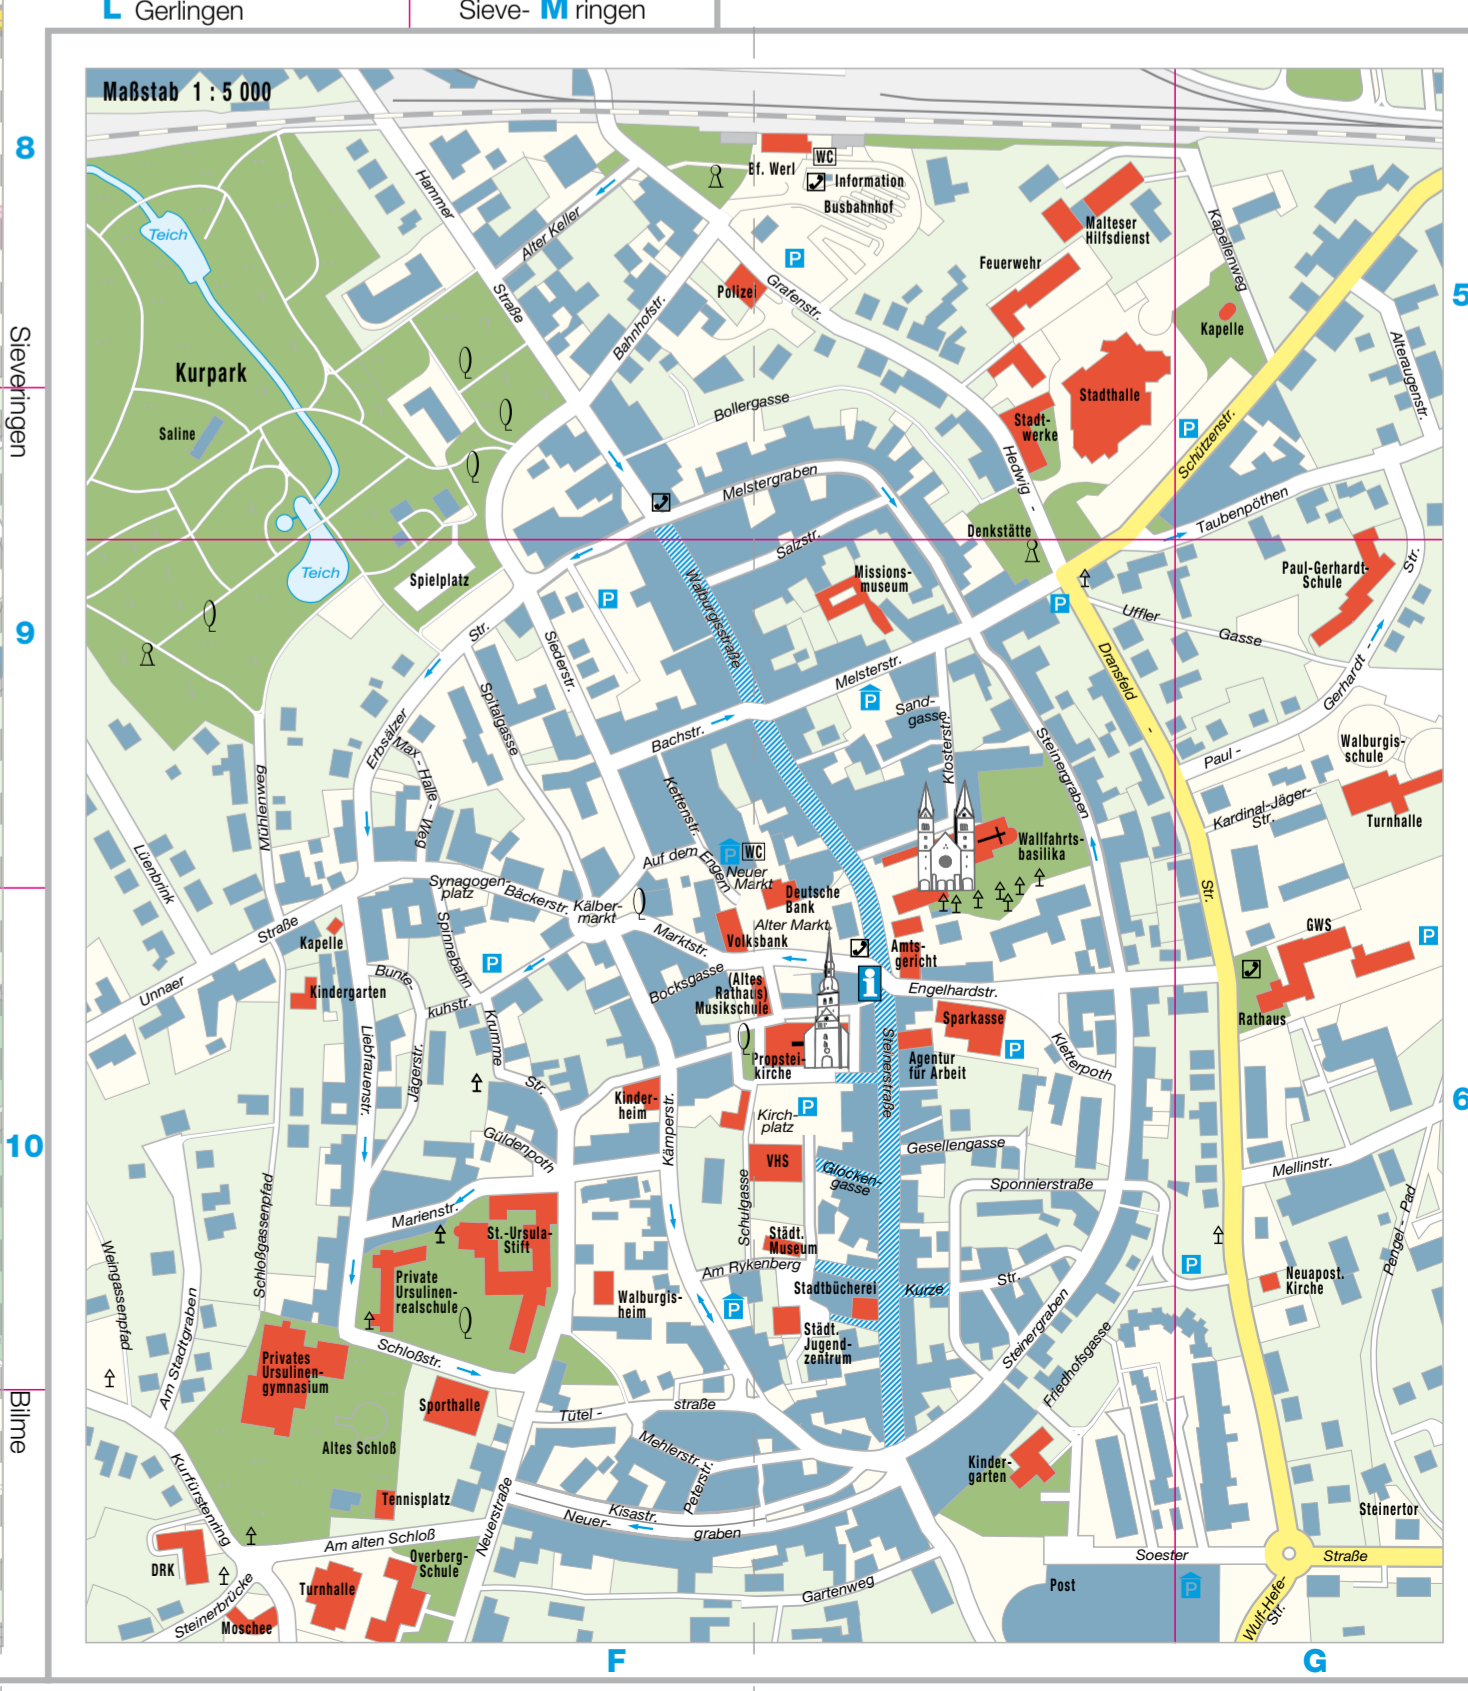 L Gerlingen
Sieve- M ringen
Maßstab 1 : 5 000
8
Bf. Werl
WC
Information
Busbahnhof
Hammer
Alter Keller
Teich
Malteser
Hilfsdienst
Kapellenweg
Feuerwehr
P
Polizei
Grafenstr.
5
Straße
Bahnhofstr.
Kapelle
Sieveringen
Alteraugenstr.
Kurpark
Stadthalle
Bollergasse
Saline
Stadt-
werke
P
Schützenstr.
Hedwig -
Melstergraben
Taubenpöthen
Denkstätte
Salzstr.
Teich
Spielplatz
Missions-
museum
Paul-Gerhardt-
Schule
Str.
P
P
Walburgisstraße
Uffler
Gasse
9
Str.
Siederstr.
Dransfeld -
Melsterstr.
Gerhardt -
Spitalgasse
P
Sand-
gasse
Erbsälzer
Bachstr.
Klosterstr.
Steinergraben
Walburgis-
schule
Max - Halle - Weg
Paul -
Mühlenweg
Kettenstr.
Kardinal-Jäger-
Str.
Turnhalle
Wallfahrts-
basilika
Lüenbrink
Auf dem
Engern
P
WC
Neuer
Markt
Synagogen-
platz
Bäckerstr.
Deutsche
Bank
Str.
Kälber-
markt
Alter Markt
Straße
Kapelle
Spinnebahn
Marktstr.
Volksbank
GWS
P
Amts-
gericht
P
Unnaer
Kindergarten
Bunfe-
kuhstr.
Bocksgasse
(Altes
Rathaus)
Musikschule
i
Engelhardstr.
Rathaus
Krumme
Str.
Sparkasse
P
Liebfrauenstr.
Jägerstr.
Propstei-
kirche
Steinerstraße
Agentur
für Arbeit
Kletterpoth
Kinder-
heim
P
Kirch-
platz
6
10
Güldenpoth
Kämperstr.
VHS
Gesellengasse
Glocken-
gasse
Mellinstr.
Sponnierstraße
Schloßgassenpfad
Marienstr.
St.-Ursula-
Stift
Schulgasse
Städt.
Museum
Pengel - Pad
Weingassenpfad
Private
Ursulinen-
realschule
Am Rykenberg
P
Stadtbücherei
Kurze
Str.
Neuapost.
Kirche
Am Stadtgraben
Walburgis-
heim
P
Städt.
Jugend-
zentrum
Steinergraben
Friedhofsgasse
Schloßstr.
Privates
Ursulinen-
gymnasium
Sporthalle
Tütel -
straße
Bilme
Altes Schloß
Mehlerstr.
Kinder-
garten
Kurfürstenring
Peterstr.
Tennisplatz
Neuerstraße
Kisastr.
Neuer-
graben
Steinertor
Am alten Schloß
DRK
Overberg-
Schule
Soester
Straße
Turnhalle
Gartenweg
Post
P
Steinerbrücke
Moschee
Wulf-Hefe-
Str.
F
G